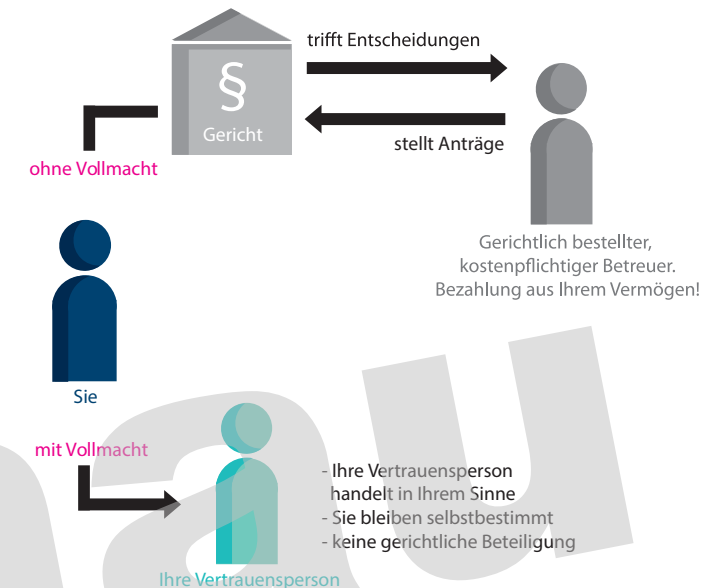 trifft Entscheidungen
§
Gericht
stellt Anträge
ohne Vollmacht
Gerichtlich bestellter,
kostenpflichtiger Betreuer.
Bezahlung aus Ihrem Vermögen!
Sie
mit Vollmacht
- Ihre Vertrauensperson
handelt in Ihrem Sinne
- Sie bleiben selbstbestimmt
- keine gerichtliche Beteiligung
Ihre Vertrauensperson